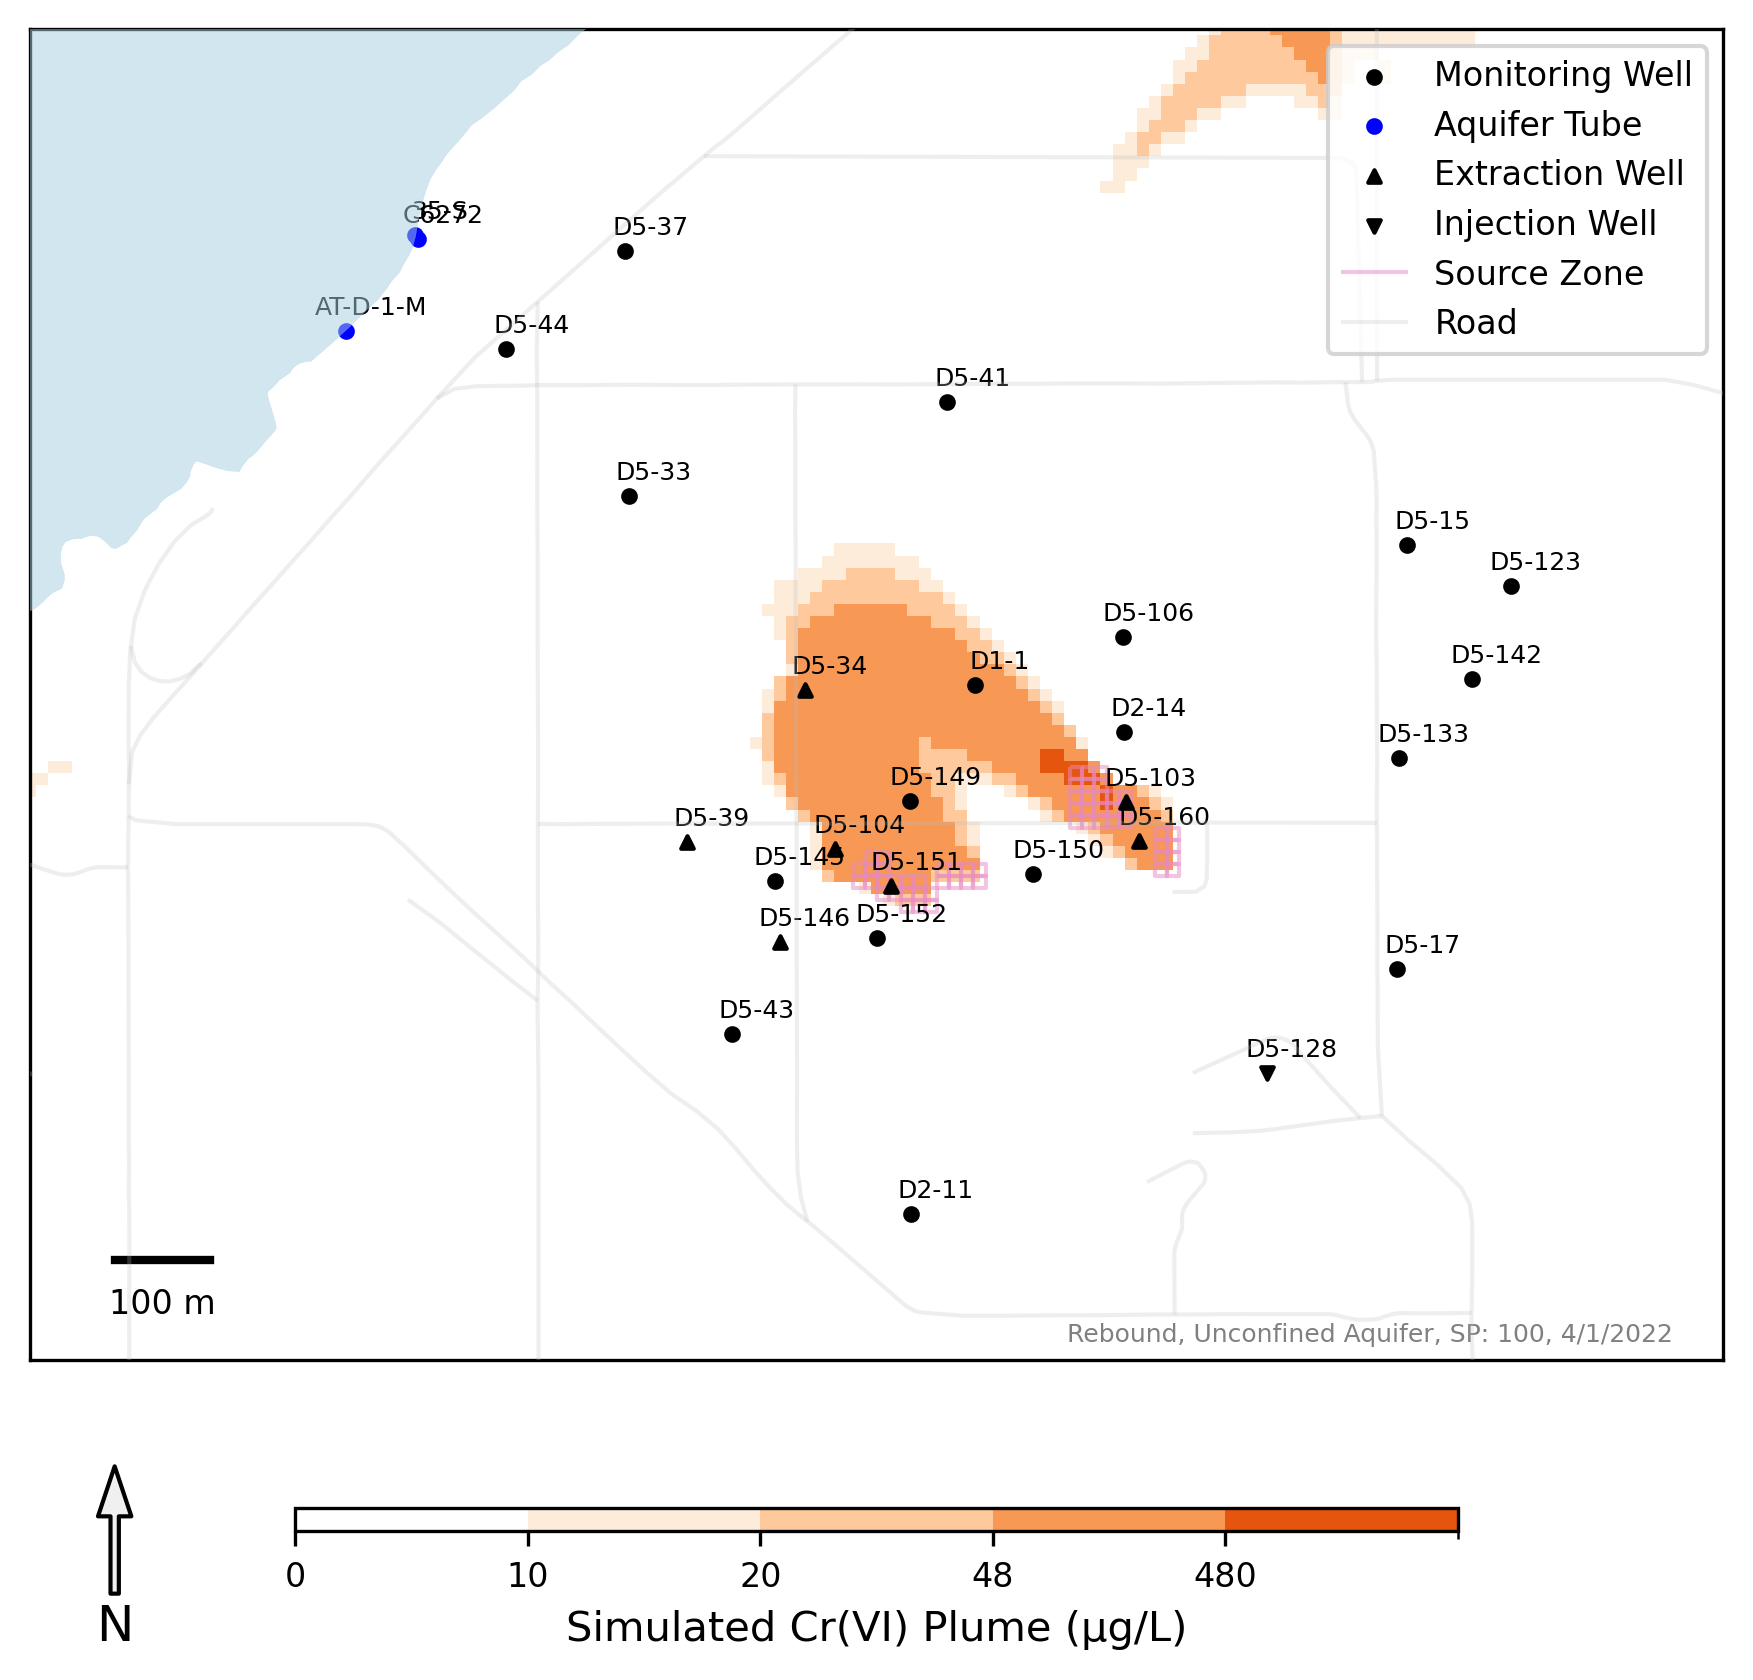 Monitoring Well
Aquifer Tube
Extraction Well
Injection Well
Source Zone
Road
35-S
C6272
D5-37
AT-D-1-M
D5-44
D5-41
D5-33
D5-15
D5-123
D5-106
D5-142
D5-34
D1-1
D2-14
D5-133
D5-149
D5-103
D5-39
D5-104
D5-160
D5-145
D5-151
D5-150
D5-146
D5-152
D5-17
D5-43
D5-128
D2-11
100 m
Rebound, Unconfined Aquifer, SP: 100, 4/1/2022
N
0 10 20 48 480
Simulated Cr(VI) Plume (µg/L)